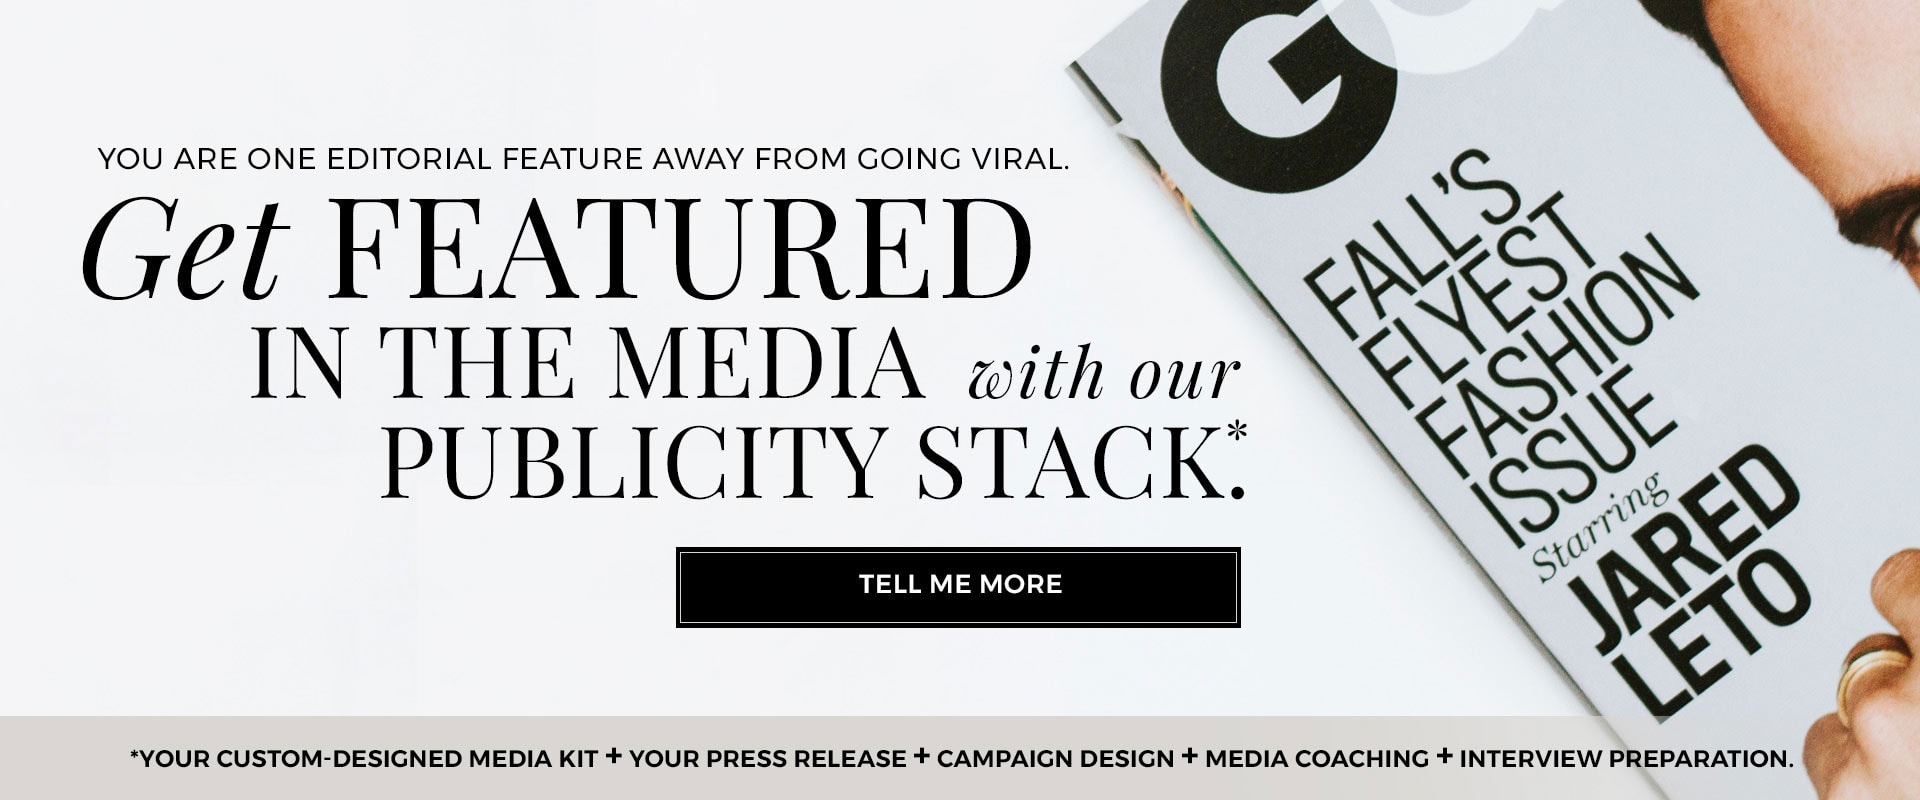 YOU ARE ONE EDITORIAL FEATURE AWAY FROM GOING VIRAL.
Get FEATURED
IN THE MEDIA with our
PUBLICITY STACK.*
TELL ME MORE
*YOUR CUSTOM-DESIGNED MEDIA KIT + YOUR PRESS RELEASE + CAMPAIGN DESIGN + MEDIA COACHING + INTERVIEW PREPARATION.
G
FALL'S
FLYEST
FASHION
ISSUE
Starring
JARED
LETO